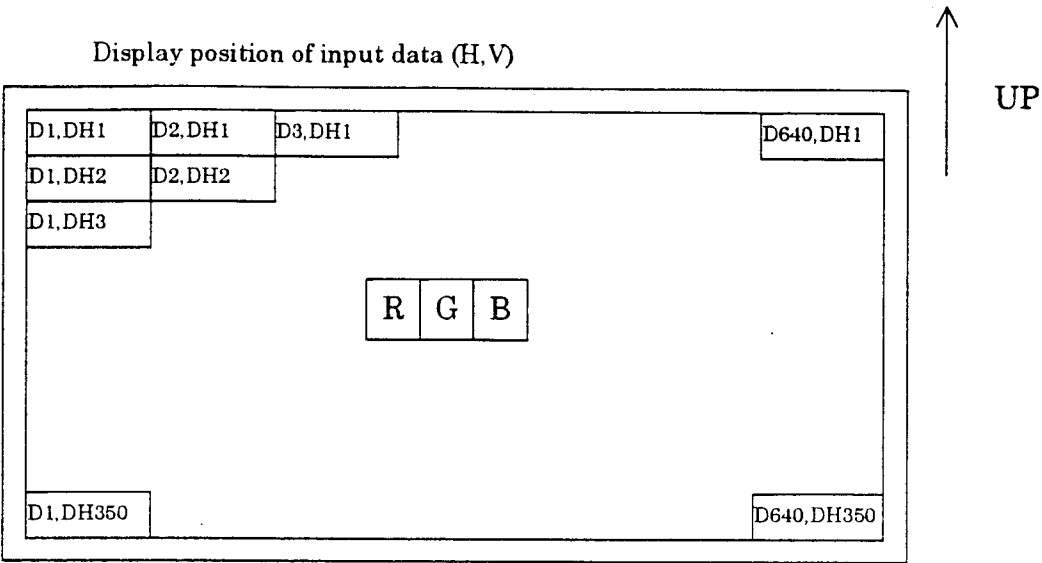 Display position of input data (H,V)
UP
D1,DH1 D2,DH1 D3,DH1 D640,DH1
D1,DH2 D2,DH2
D1,DH3
R G B
D1,DH350 D640,DH350